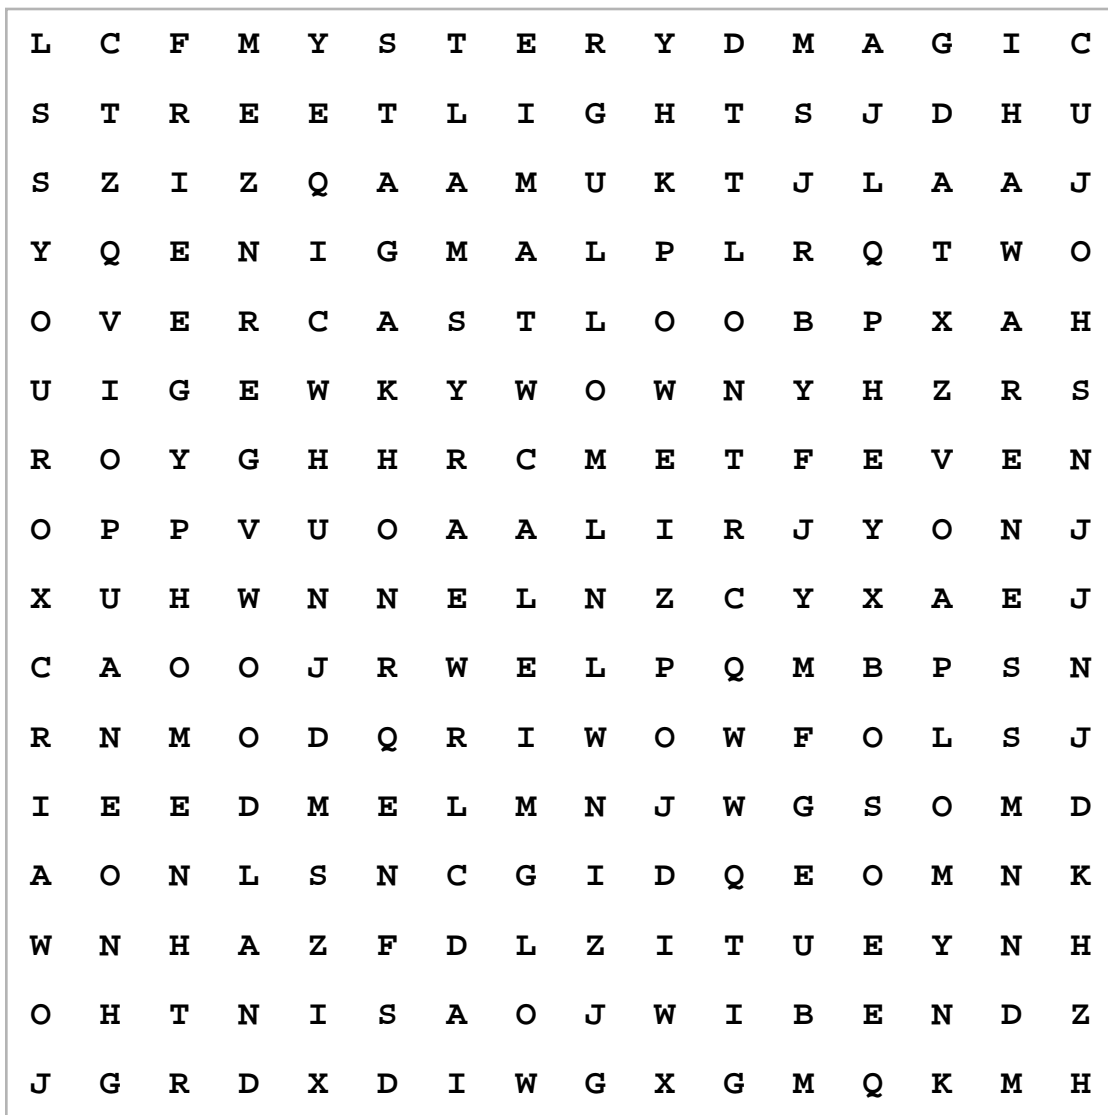 L C F M Y S T E R Y D M A G I C
S T R E E T L I G H T S J D H U
S Z I Z Q A A M U K T J L A A J
Y Q E N I G M A L P L R Q T W O
O V E R C A S T L O O B P X A H
U I G E W K Y W O W N Y H Z R S
R O Y G H H R C M E T F E V E N
O P P V U O A A L I R J Y O N J
X U H W N N E L N Z C Y X A E J
C A O O J R W E L P Q M B P S N
R N M O D Q R I W O W F O L S J
I E E D M E L M N J W G S O M D
A O N L S N C G I D Q E O M N K
W N H A Z F D L Z I T U E Y N H
O H T N I S A O J W I B E N D Z
J G R D X D I W G X G M Q K M H